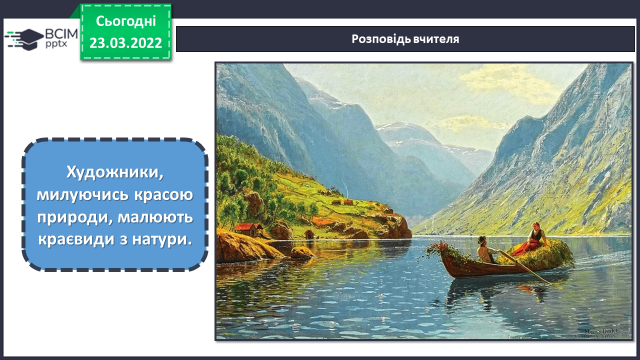 Сьогодні
23.03.2022
ВСІМ
pptx
Розповідь вчителя
Художники,
милуючись красою
природи, малюють
краєвиди з натури.